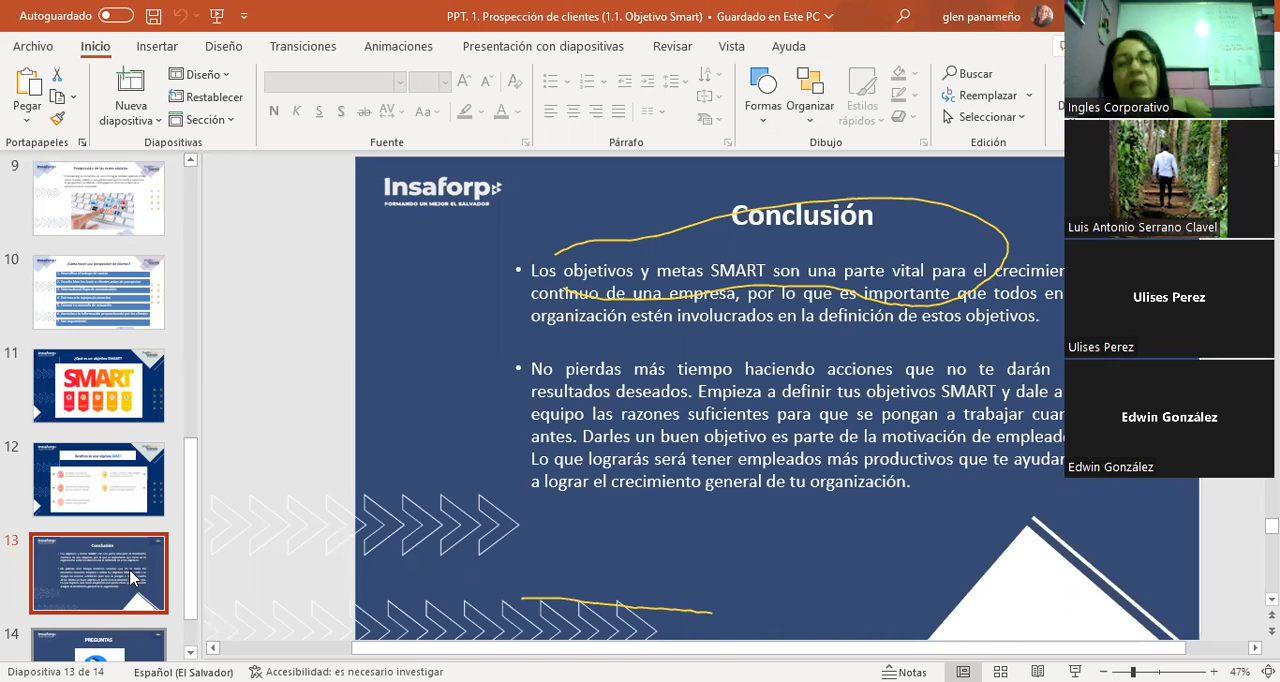 Autoguardado
PPT. 1. Prospección de clientes (1.1. Objetivo Smart) • Guardado en Este PC
glen panameño
Archivo Inicio Insertar Diseño Transiciones Animaciones Presentación con diapositivas Revisar Vista Ayuda
Pegar
Nueva diapositiva
Diseño
Restablecer
Sección
N K S S ab AV Aa A
Formas
Organizar
Estilos rápidos
Buscar
Reemplazar
Seleccionar
Portapapeles Diapositivas Fuente Párrafo Dibujo Edición
9
10
11
SMART
12
13
14
PREGUNTAS
Insaforp
FORMANDO UN MEJOR EL SALVADOR
Conclusión
• Los objetivos y metas SMART son una parte vital para el crecimien
continuo de una empresa, por lo que es importante que todos en
organización estén involucrados en la definición de estos objetivos.
• No pierdas más tiempo haciendo acciones que no te darán
resultados deseados. Empieza a definir tus objetivos SMART y dale a
equipo las razones suficientes para que se pongan a trabajar cuan
antes. Darles un buen objetivo es parte de la motivación de emplead
Lo que lograrás será tener empleados más productivos que te ayudar
a lograr el crecimiento general de tu organización.
Ingles Corporativo
Luis Antonio Serrano Clavel
Ulises Perez
Ulises Perez
Edwin González
Edwin González
Diapositiva 13 de 14 Español (El Salvador) Accesibilidad: es necesario investigar Notas 47%